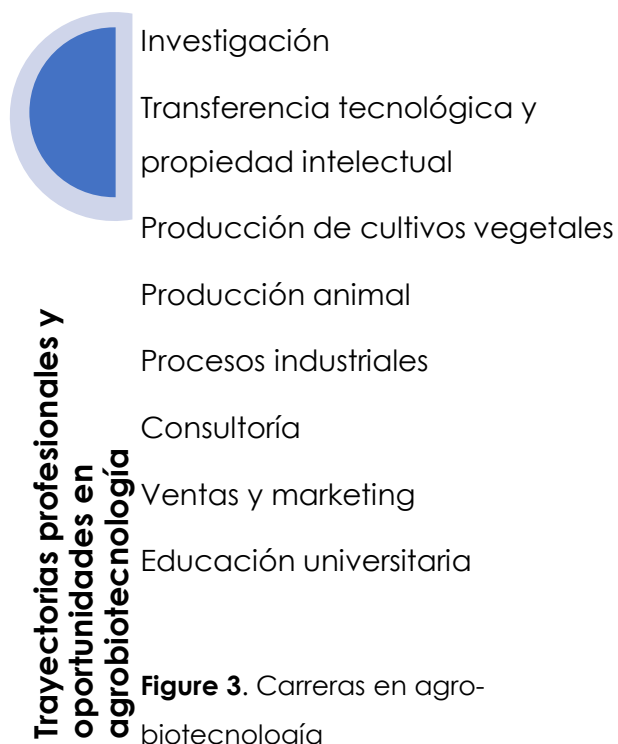 Investigación
Transferencia tecnológica y
propiedad intelectual
Producción de cultivos vegetales
Producción animal
Procesos industriales
Consultoría
Ventas y marketing
Educación universitaria
Trayectorias profesionales y
oportunidades en
agrobiotecnología
Figure 3. Carreras en agro-
biotecnología